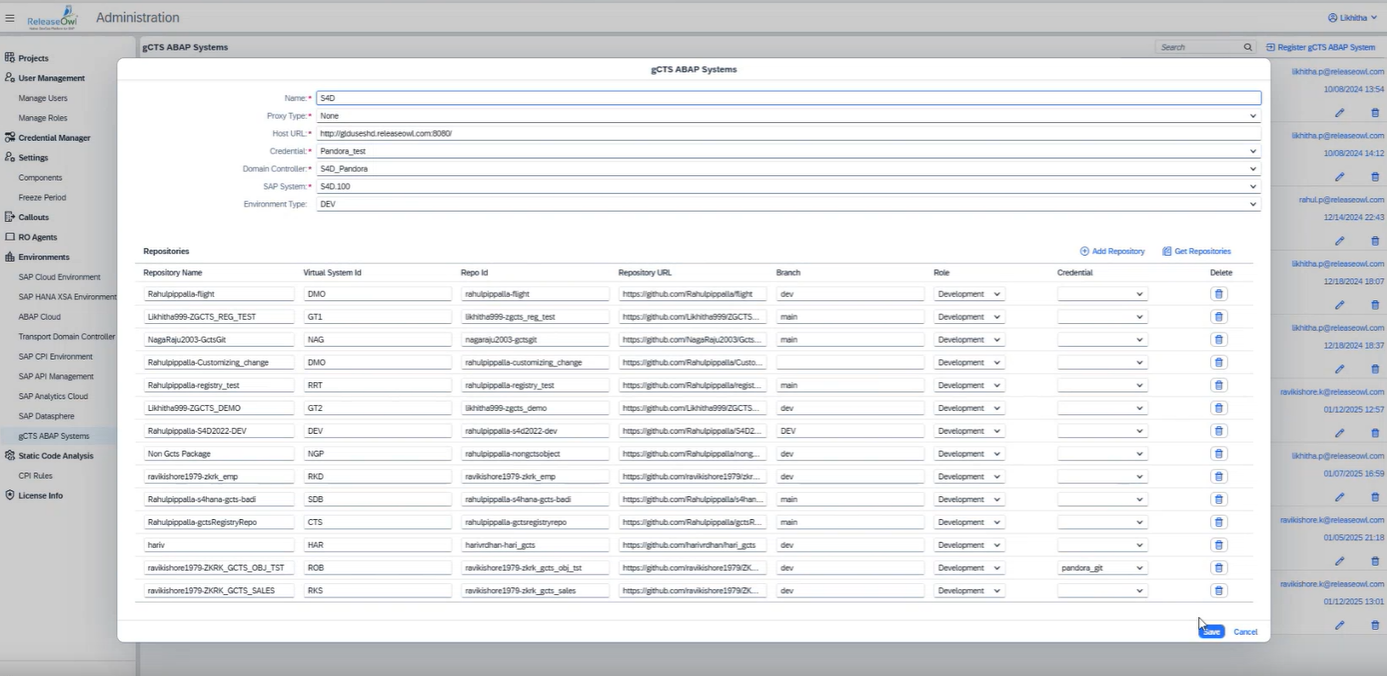 ReleaseOwl
Administration
Likhitha
Projects
User Management
Manage Users
Manage Roles
Credential Manager
Settings
Components
Freeze Period
Callouts
RO Agents
Environments
SAP Cloud Environment
SAP HANA XSA Environment
ABAP Cloud
Transport Domain Controller
SAP CPI Environment
SAP API Management
SAP Analytics Cloud
SAP Datasphere
gCTS ABAP Systems
Static Code Analysis
CPI Rules
License Info
gCTS ABAP Systems
Search
Register gCTS ABAP System
gCTS ABAP Systems
Name:* S4D
Proxy Type:* None
Host URL:* http://giduseshd.releaseowl.com:8080/
Credential:* Pandora_test
Domain Controller:* S4D_Pandora
SAP System:* S4D.100
Environment Type: DEV
Repositories Add Repository Get Repositories
Repository Name Virtual System Id Repo Id Repository URL Branch Role Credential Delete
Rahulpippalla-flight DMO rahulpippalla-flight https://github.com/Rahulpippalla/flight dev Development
Likhitha999-ZGCTS_REG_TEST GT1 likhitha999-zgcts_reg_test https://github.com/Likhitha999/ZGCTS... main Development
NagaRaju2003-GctsGit NAG nagaraju2003-gctsgit https://github.com/NagaRaju2003/Gcts... main Development
Rahulpippalla-Customizing_change DMO rahulpippalla-customizing_change https://github.com/Rahulpippalla/Custo... Development
Rahulpippalla-registry_test RRT rahulpippalla-registry_test https://github.com/Rahulpippalla/regist... main Development
Likhitha999-ZGCTS_DEMO GT2 likhitha999-zgcts_demo https://github.com/Likhitha999/ZGCTS... dev Development
Rahulpippalla-S4D2022-DEV DEV rahulpippalla-s4d2022-dev https://github.com/Rahulpippalla/S4D2... DEV Development
Non Gcts Package NGP rahulpippalla-nongctsobject https://github.com/Rahulpippalla/nong... dev Development
ravikishore1979-zkrk_emp RKD ravikishore1979-zkrk_emp https://github.com/ravikishore1979/zkr... dev Development
Rahulpippalla-s4hana-gcts-badi SDB rahulpippalla-s4hana-gcts-badi https://github.com/Rahulpippalla/s4han... main Development
Rahulpippalla-gctsRegistryRepo CTS rahulpippalla-gctsregistryrepo https://github.com/Rahulpippalla/gctsR... main Development
hariv HAR harivrdhan-hari_gcts https://github.com/harivrdhan/hari_gcts dev Development
ravikishore1979-ZKRK_GCTS_OBJ_TST ROB ravikishore1979-zkrk_gcts_obj_tst https://github.com/ravikishore1979/ZK... dev Development pandora_git
ravikishore1979-ZKRK_GCTS_SALES RKS ravikishore1979-zkrk_gcts_sales https://github.com/ravikishore1979/ZK... dev Development
Save Cancel
likhitha.p@releaseowl.com
10/08/2024 13:54
likhitha.p@releaseowl.com
10/08/2024 14:12
rahul.p@releaseowl.com
12/14/2024 22:43
likhitha.p@releaseowl.com
12/18/2024 18:07
likhitha.p@releaseowl.com
12/18/2024 18:37
ravikishore.k@releaseowl.com
01/12/2025 12:57
likhitha.p@releaseowl.com
01/07/2025 16:59
ravikishore.k@releaseowl.com
01/05/2025 21:18
ravikishore.k@releaseowl.com
01/12/2025 13:01